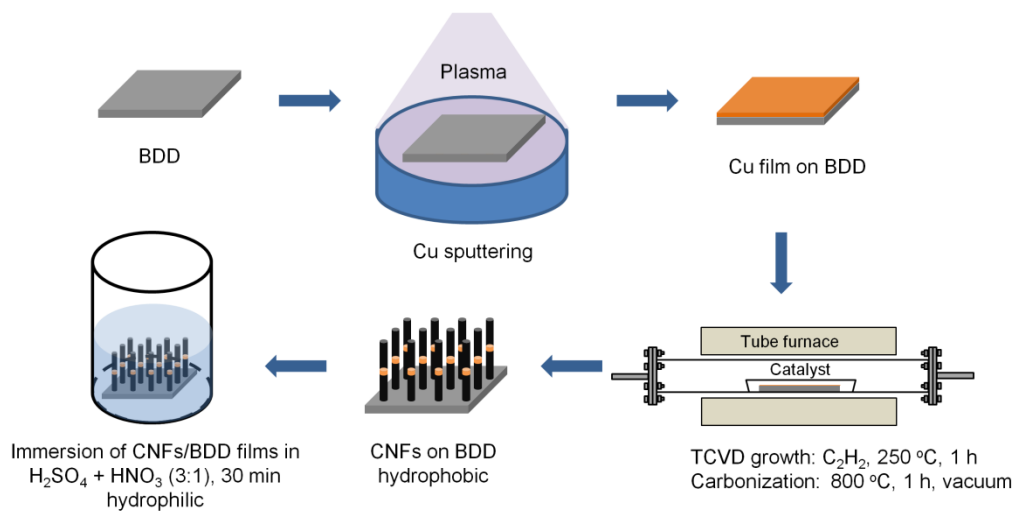 BDD
Plasma
Cu sputtering
Cu film on BDD
Tube furnace
Catalyst
TCVD growth: C₂H₂, 250 ºC, 1 h
Carbonization: 800 ºC, 1 h, vacuum
CNFs on BDD
hydrophobic
Immersion of CNFs/BDD films in
H₂SO₄ + HNO₃ (3:1), 30 min
hydrophilic